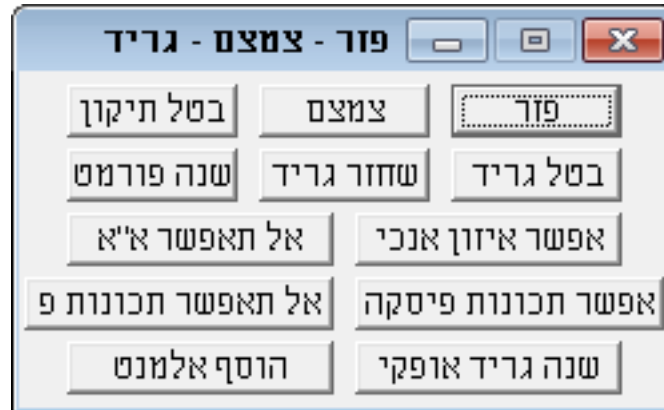 פזר - צמצם - גריד
פזר צמצם בטל תיקון
בטל גריד שחזר גריד שנה פורמט
אפשר איזון אנכי אל תאפשר א"א
אפשר תכונות פיסקה אל תאפשר תכונות פ
שנה גריד אופקי הוסף אלמנט